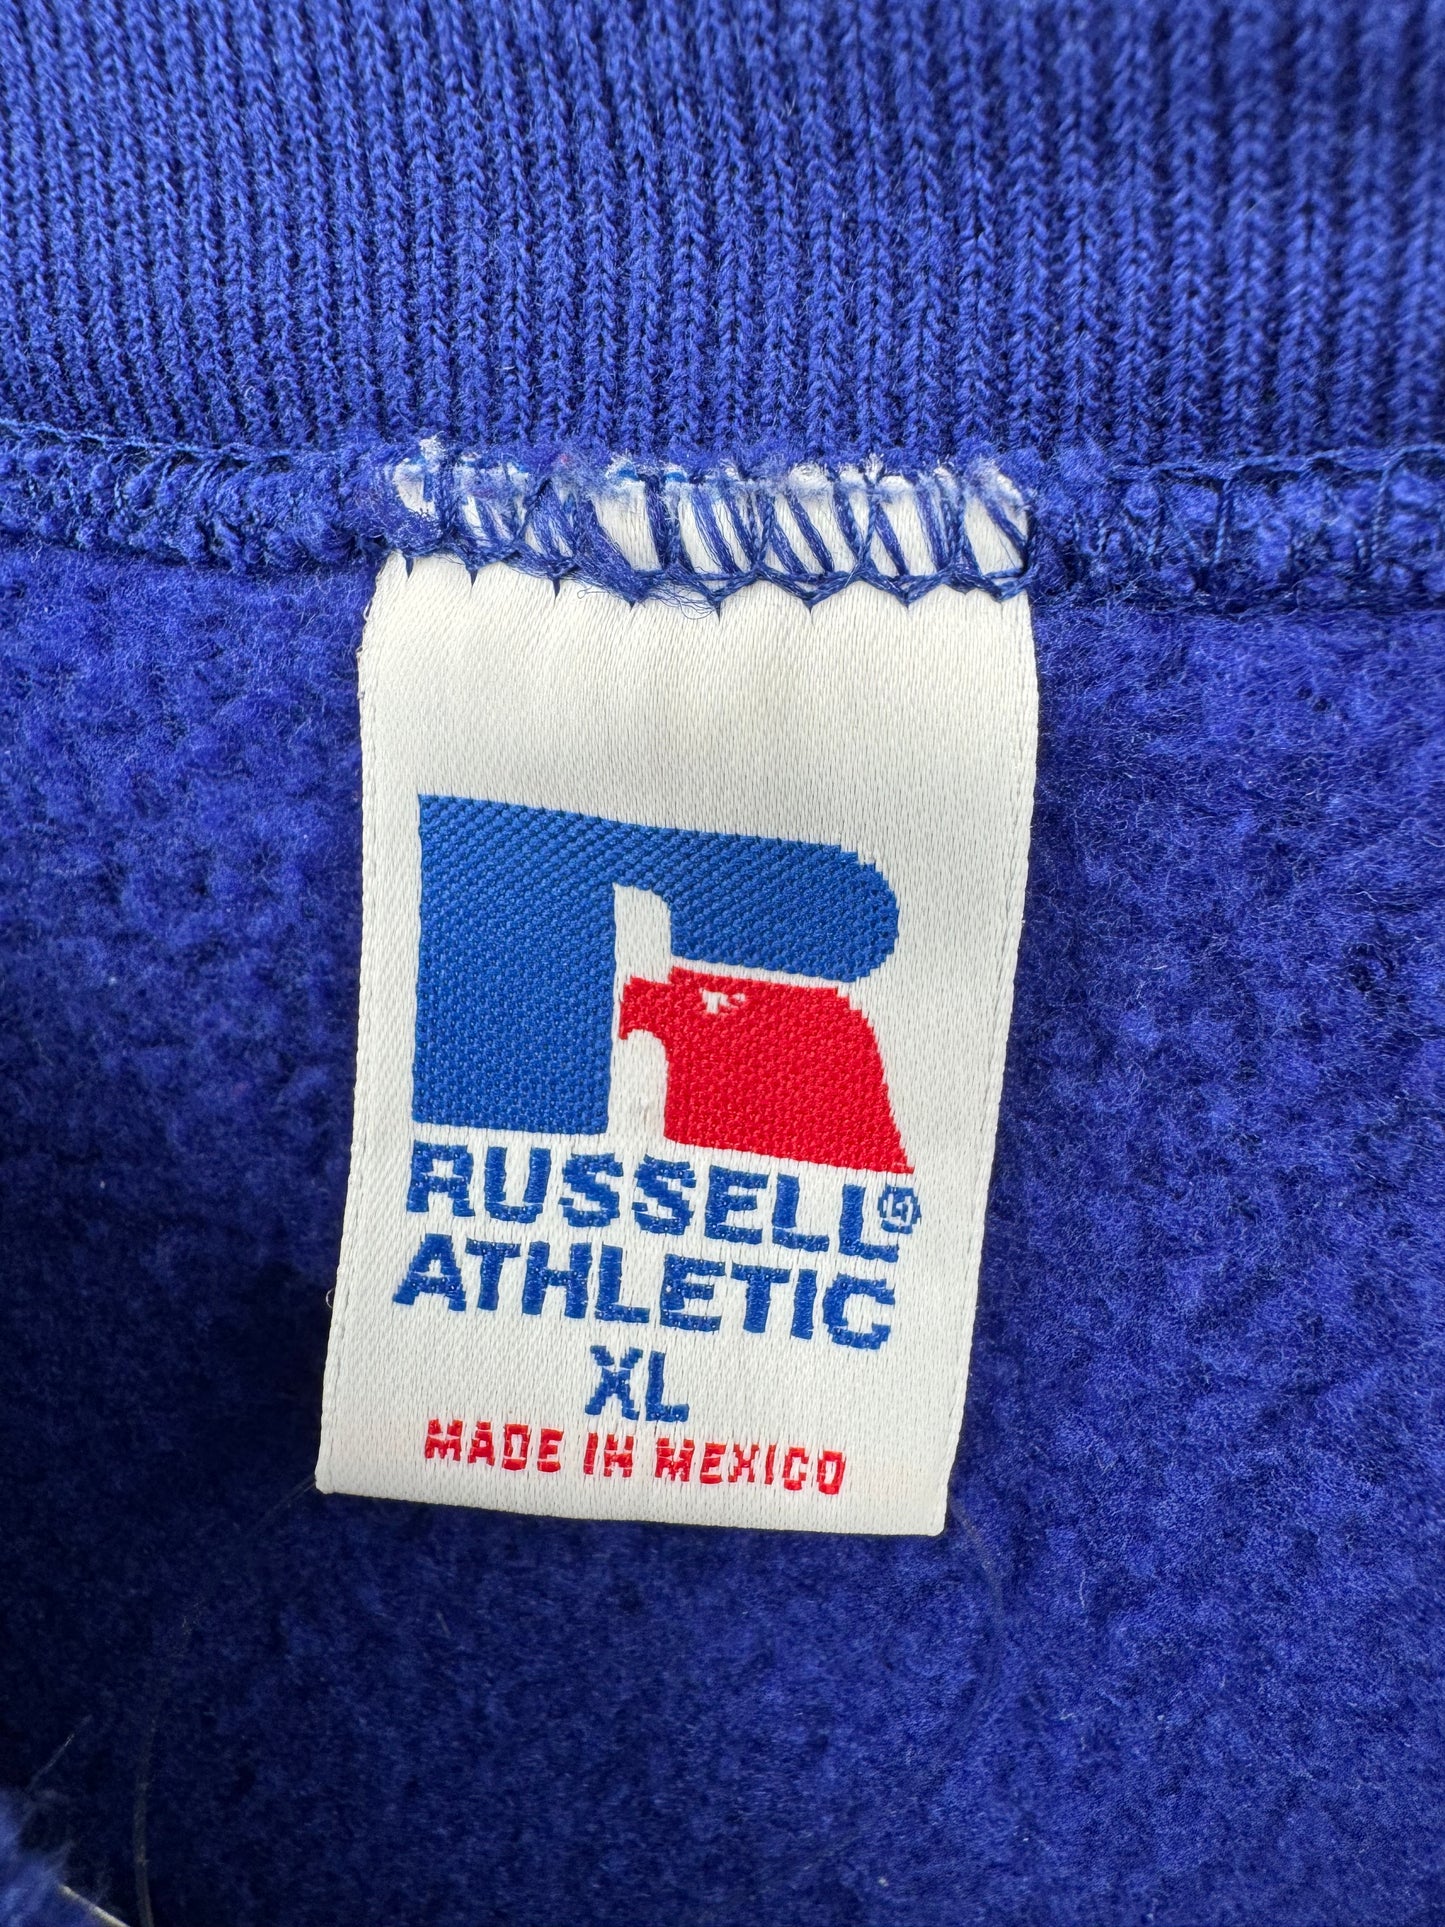 RUSSELL®
ATHLETIC
XL
MADE IN MEXICO